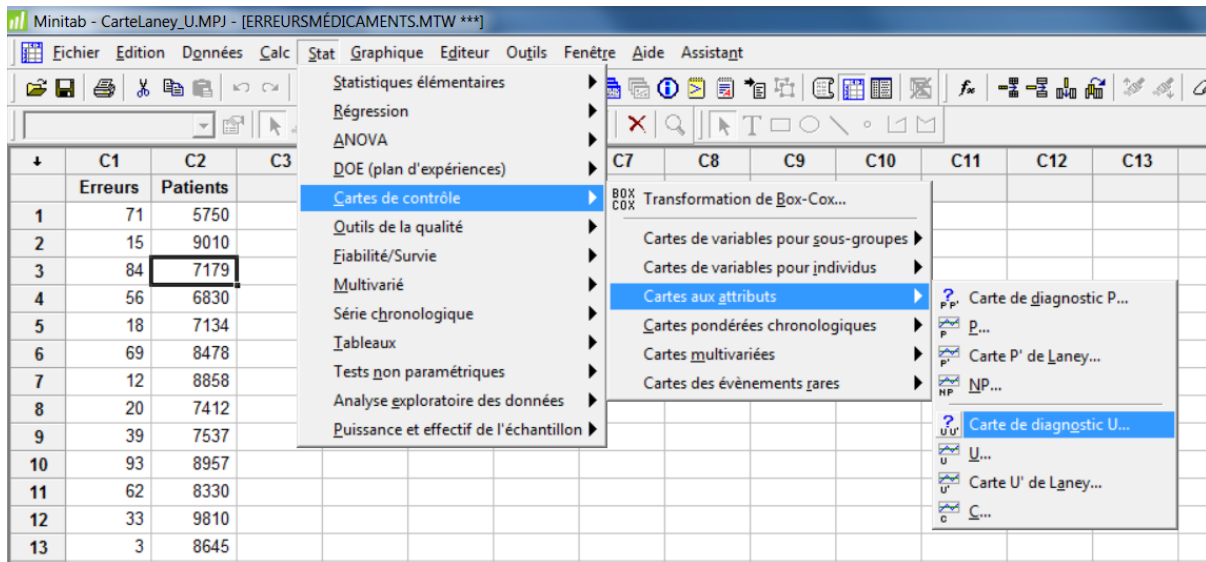 Minitab - CarteLaney_U.MPJ - [ERREURSMÉDICAMENTS.MTW ***]
Fichier Edition Données Calc Stat Graphique Editeur Outils Fenêtre Aide Assistant
Statistiques élémentaires
Régression
ANOVA
DOE (plan d'expériences)
Cartes de contrôle
Outils de la qualité
Fiabilité/Survie
Multivarié
Série chronologique
Tableaux
Tests non paramétriques
Analyse exploratoire des données
Puissance et effectif de l'échantillon
BOX COX Transformation de Box-Cox...
Cartes de variables pour sous-groupes
Cartes de variables pour individus
Cartes aux attributs
Cartes pondérées chronologiques
Cartes multivariées
Cartes des évènements rares
P P' Carte de diagnostic P...
P P...
P' Carte P' de Laney...
NP NP...
U U' Carte de diagnostic U...
U U...
U' Carte U' de Laney...
C C...
C1 C2 C3 C7 C8 C9 C10 C11 C12 C13
Erreurs Patients
1 71 5750
2 15 9010
3 84 7179
4 56 6830
5 18 7134
6 69 8478
7 12 8858
8 20 7412
9 39 7537
10 93 8957
11 62 8330
12 33 9810
13 3 8645